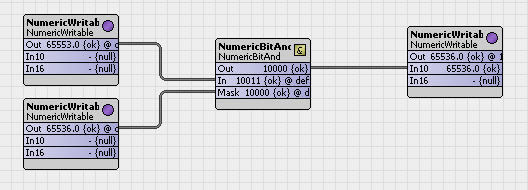 NumericWritab
NumericWritable
Out 65553.0 {ok} @ d
In10 - {null}
In16 - {null}
NumericWritab
NumericWritable
Out 65536.0 {ok} @ d
In10 - {null}
In16 - {null}
NumericBitAnd
NumericBitAnd
Out 10000 {ok}
In 10011 {ok} @ def
Mask 10000 {ok} @ d
NumericWritab
NumericWritable
Out 65536.0 {ok} @ 1
In10 65536.0 {ok}
In16 - {null}